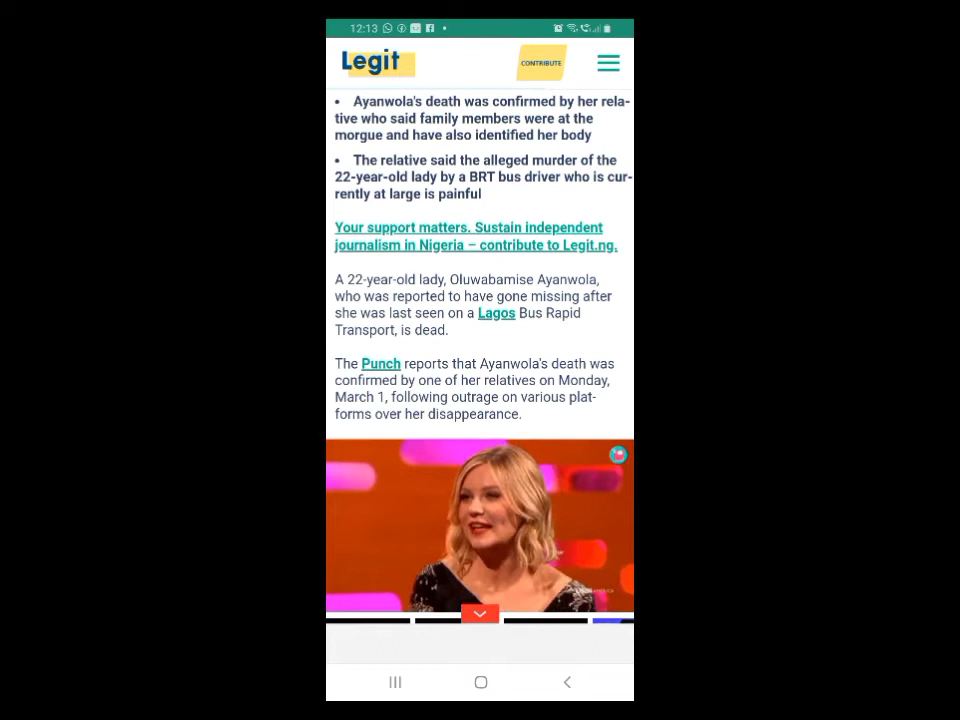 12:13
Legit
CONTRIBUTE
• Ayanwola's death was confirmed by her rela-
tive who said family members were at the
morgue and have also identified her body
• The relative said the alleged murder of the
22-year-old lady by a BRT bus driver who is cur-
rently at large is painful
Your support matters. Sustain independent
journalism in Nigeria – contribute to Legit.ng.
A 22-year-old lady, Oluwabamise Ayanwola,
who was reported to have gone missing after
she was last seen on a Lagos Bus Rapid
Transport, is dead.
The Punch reports that Ayanwola's death was
confirmed by one of her relatives on Monday,
March 1, following outrage on various plat-
forms over her disappearance.